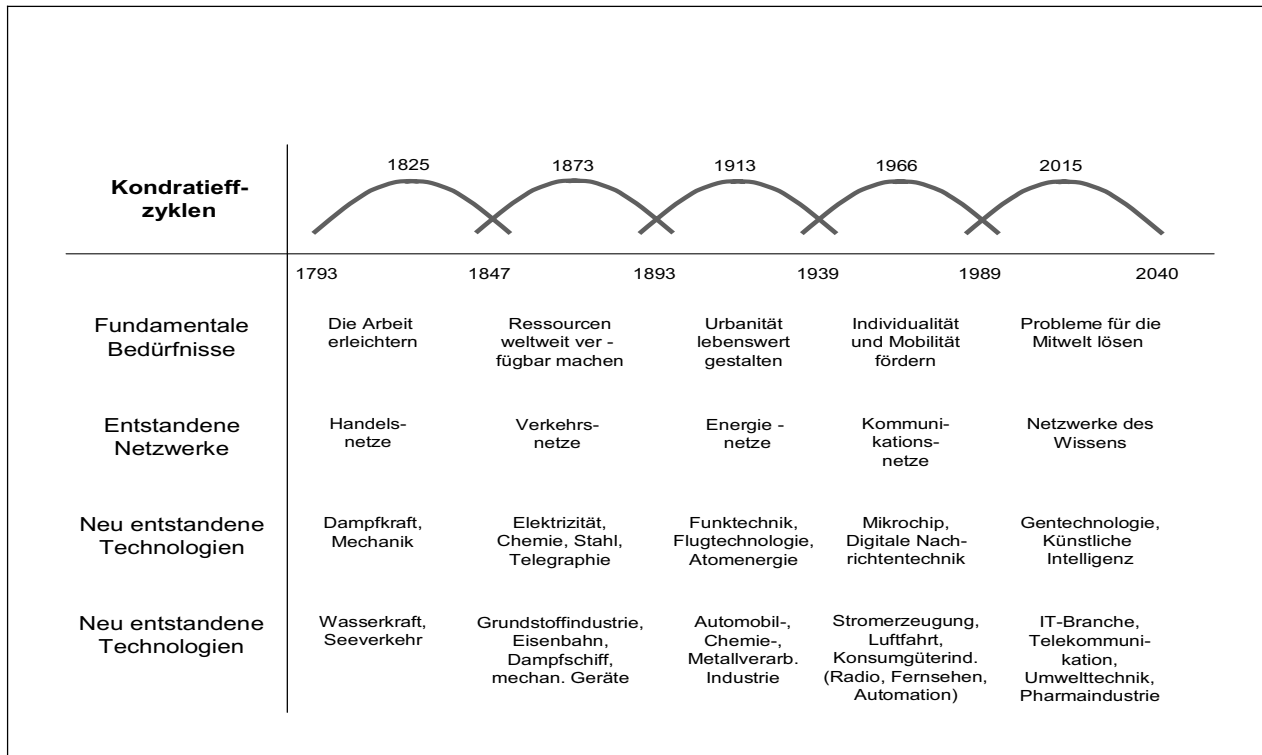 1825 1873 1913 1966 2015
Kondratieff-
zyklen
1793 1847 1893 1939 1989 2040
Fundamentale
Bedürfnisse
Die Arbeit
erleichtern
Ressourcen
weltweit ver -
fügbar machen
Urbanität
lebenswert
gestalten
Individualität
und Mobilität
fördern
Probleme für die
Mitwelt lösen
Entstandene
Netzwerke
Handels-
netze
Verkehrs-
netze
Energie -
netze
Kommuni-
kations-
netze
Netzwerke des
Wissens
Neu entstandene
Technologien
Dampfkraft,
Mechanik
Elektrizität,
Chemie, Stahl,
Telegraphie
Funktechnik,
Flugtechnologie,
Atomenergie
Mikrochip,
Digitale Nach-
richtentechnik
Gentechnologie,
Künstliche
Intelligenz
Neu entstandene
Technologien
Wasserkraft,
Seeverkehr
Grundstoffindustrie,
Eisenbahn,
Dampfschiff,
mechan. Geräte
Automobil-,
Chemie-,
Metallverarb.
Industrie
Stromerzeugung,
Luftfahrt,
Konsumgüterind.
(Radio, Fernsehen,
Automation)
IT-Branche,
Telekommuni-
kation,
Umwelttechnik,
Pharmaindustrie